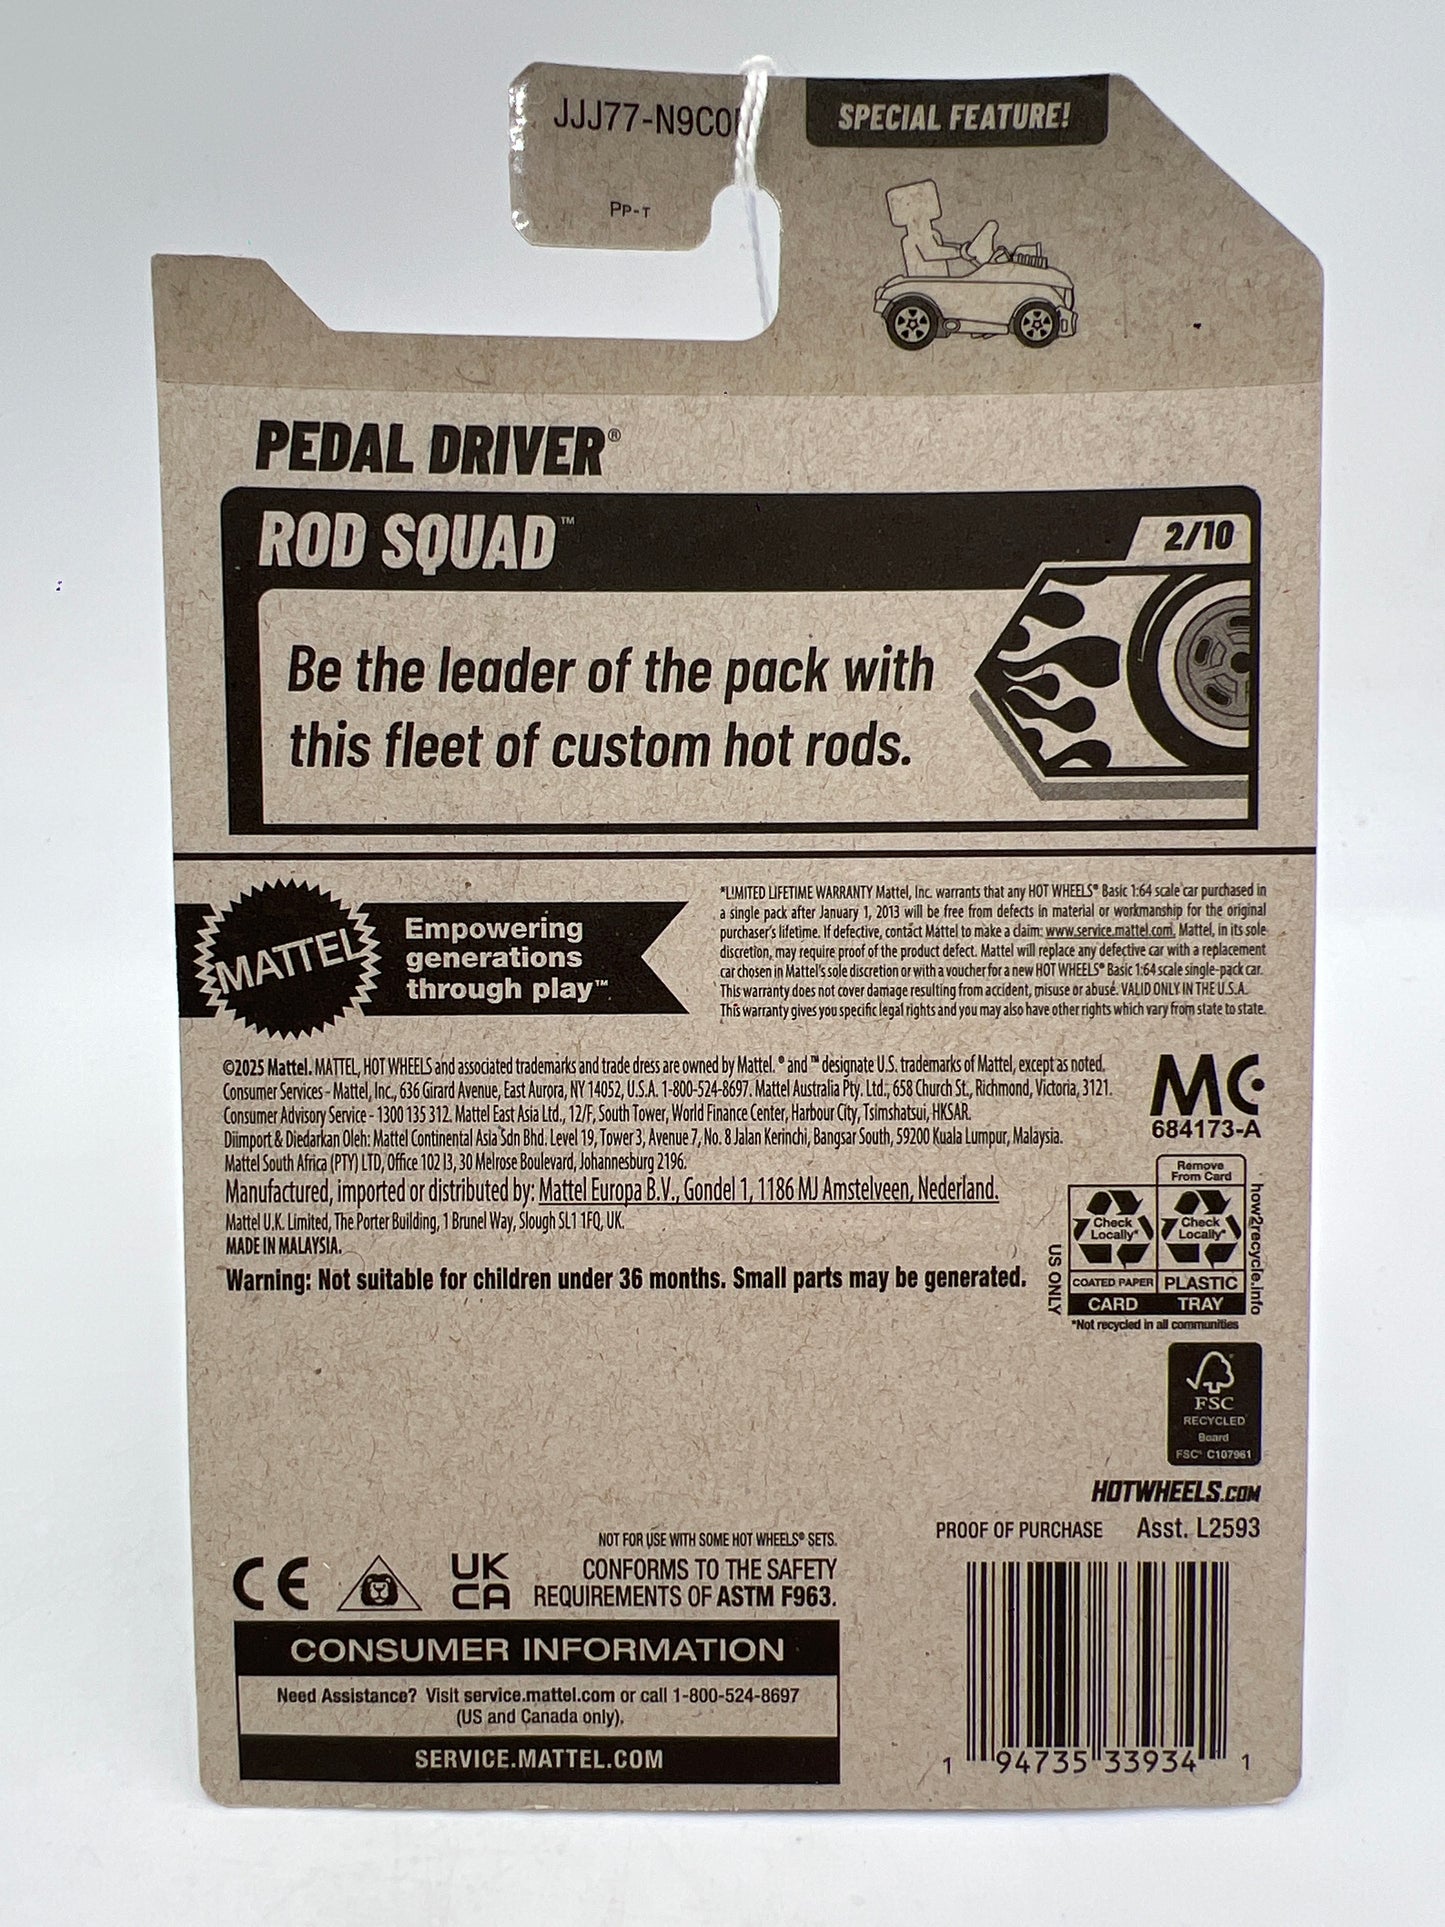 JJJ77-N9C0
PP-T
SPECIAL FEATURE!
PEDAL DRIVER®
ROD SQUAD™
2/10
Be the leader of the pack with
this fleet of custom hot rods.
MATTEL
Empowering
generations
through play™
*LIMITED LIFETIME WARRANTY Mattel, Inc. warrants that any HOT WHEELS® Basic 1:64 scale car purchased in
a single pack after January 1, 2013 will be free from defects in material or workmanship for the original
purchaser's lifetime. If defective, contact Mattel to make a claim: www.service.mattel.com. Mattel, in its sole
discretion, may require proof of the product defect. Mattel will replace any defective car with a replacement
car chosen in Mattel's sole discretion or with a voucher for a new HOT WHEELS® Basic 1:64 scale single-pack car.
This warranty does not cover damage resulting from accident, misuse or abuse. VALID ONLY IN THE U.S.A.
This warranty gives you specific legal rights and you may also have other rights which vary from state to state.
©2025 Mattel. MATTEL, HOT WHEELS and associated trademarks and trade dress are owned by Mattel. ® and ™ designate U.S. trademarks of Mattel, except as noted.
Consumer Services - Mattel, Inc., 636 Girard Avenue, East Aurora, NY 14052, U.S.A. 1-800-524-8697. Mattel Australia Pty. Ltd., 658 Church St., Richmond, Victoria, 3121.
Consumer Advisory Service - 1300 135 312. Mattel East Asia Ltd., 12/F, South Tower, World Finance Center, Harbour City, Tsimshatsui, HKSAR.
Diimport & Diedarkan Oleh: Mattel Continental Asia Sdn Bhd. Level 19, Tower 3, Avenue 7, No. 8 Jalan Kerinchi, Bangsar South, 59200 Kuala Lumpur, Malaysia.
Mattel South Africa (PTY) LTD, Office 102 I3, 30 Melrose Boulevard, Johannesburg 2196.
Manufactured, imported or distributed by: Mattel Europa B.V., Gondel 1, 1186 MJ Amstelveen, Nederland.
Mattel U.K. Limited, The Porter Building, 1 Brunel Way, Slough SL1 1FQ, UK.
MADE IN MALAYSIA.
Warning: Not suitable for children under 36 months. Small parts may be generated.
MC
684173-A
Remove
From Card
Check
Locally*
Check
Locally*
COATED PAPER
PLASTIC
CARD
TRAY
US ONLY
how2recycle.info
*Not recycled in all communities
FSC
RECYCLED
Board
FSC® C107961
HOTWHEELS.COM
PROOF OF PURCHASE
Asst. L2593
NOT FOR USE WITH SOME HOT WHEELS® SETS.
CONFORMS TO THE SAFETY
REQUIREMENTS OF ASTM F963.
CE
UK
CA
CONSUMER INFORMATION
Need Assistance? Visit service.mattel.com or call 1-800-524-8697
(US and Canada only).
SERVICE.MATTEL.COM
1 94735 33934 1